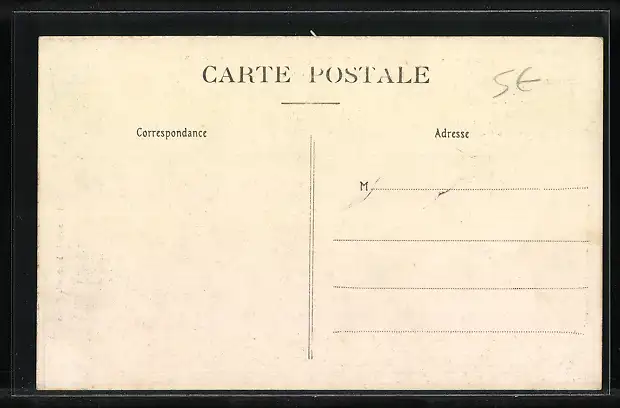 CARTE POSTALE
5€
Correspondance
Adresse
M